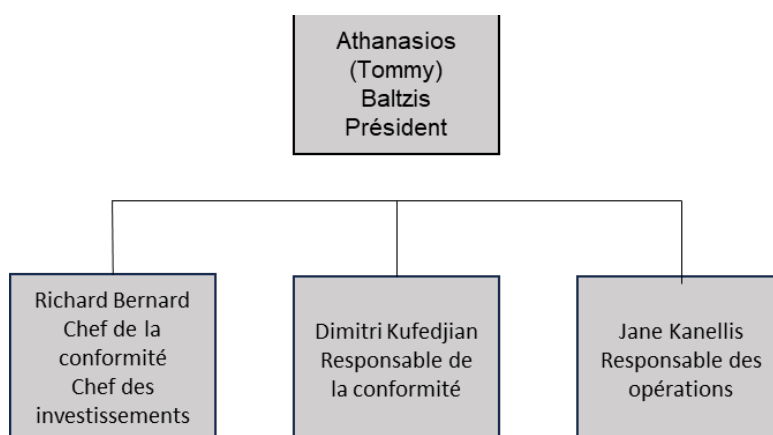 Athanasios
(Tommy)
Baltzis
Président
Richard Bernard
Chef de la
conformité
Chef des
investissements
Dimitri Kufedjian
Responsable de
la conformité
Jane Kanellis
Responsable des
opérations